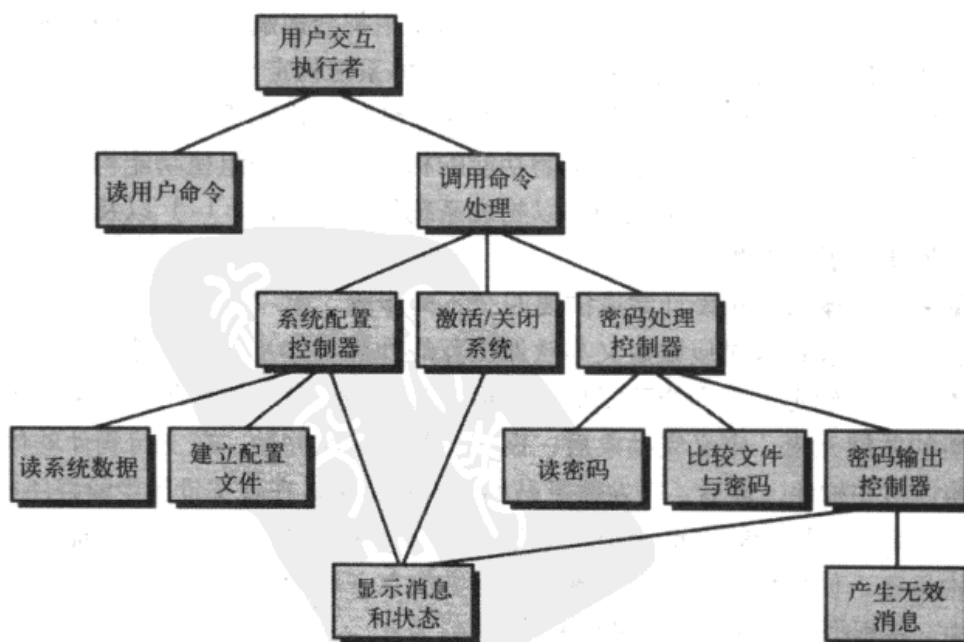 用户交互
执行者
读用户命令
调用命令
处理
系统配置
控制器
激活/关闭
系统
密码处理
控制器
读系统数据
建立配置
文件
读密码
比较文件
与密码
密码输出
控制器
显示消息
和状态
产生无效
消息